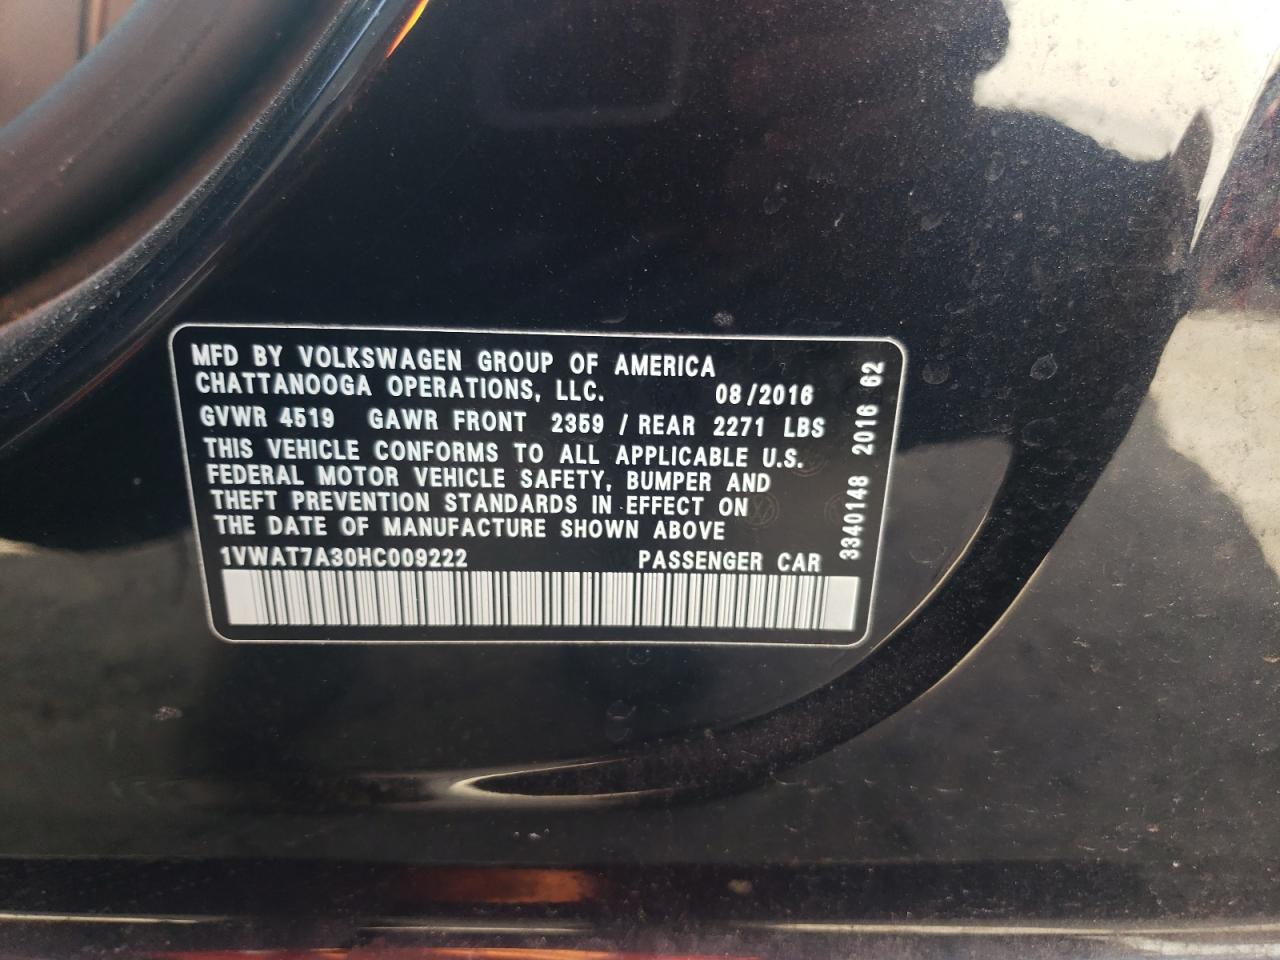 MFD BY VOLKSWAGEN GROUP OF AMERICA
CHATTANOOGA OPERATIONS, LLC. 08/2016
GVWR 4519 GAWR FRONT 2359 / REAR 2271 LBS
THIS VEHICLE CONFORMS TO ALL APPLICABLE U.S.
FEDERAL MOTOR VEHICLE SAFETY, BUMPER AND
THEFT PREVENTION STANDARDS IN EFFECT ON
THE DATE OF MANUFACTURE SHOWN ABOVE
1VWAT7A30HC009222 PASSENGER CAR
3340148 2016 62